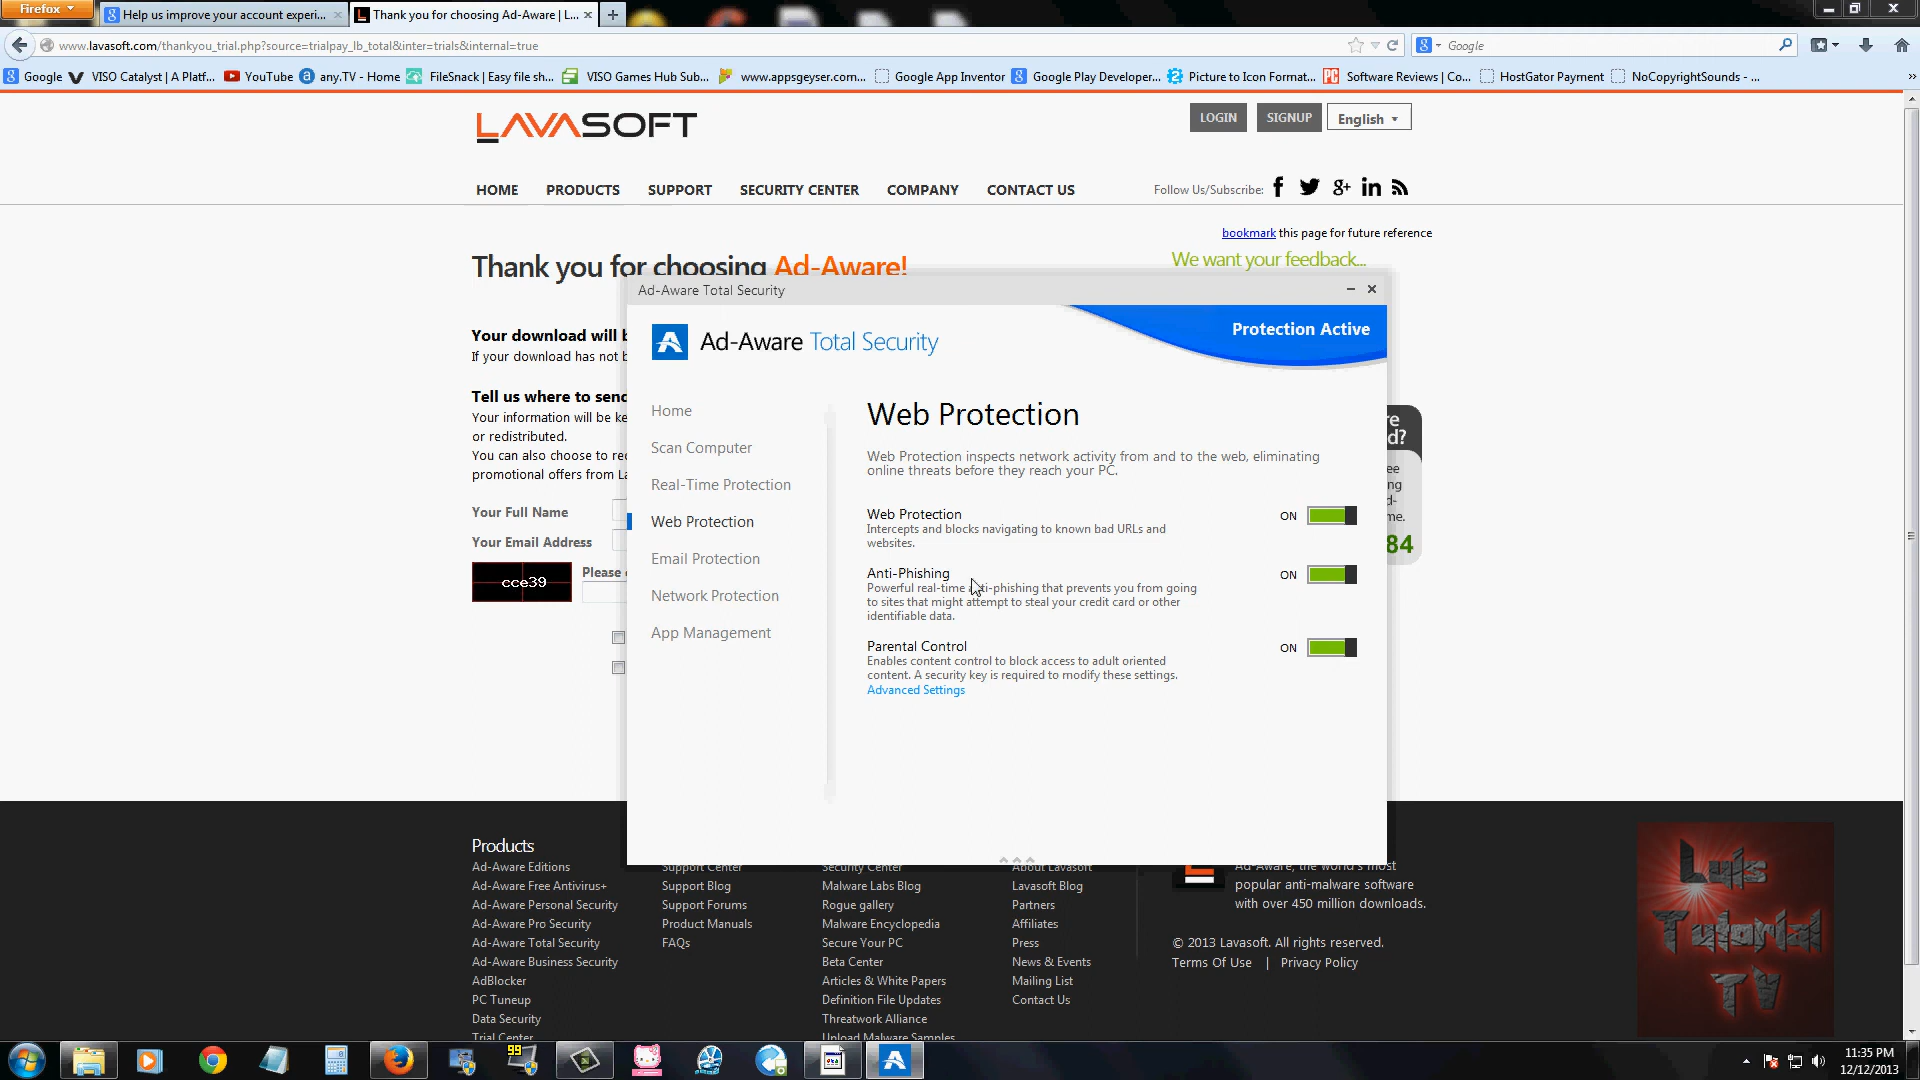 Firefox
Help us improve your account experi...
Thank you for choosing Ad-Aware | L...
www.lavasoft.com/thankyou_trial.php?source=trialpay_lb_total&inter=trials&internal=true
Google
Google
VISO Catalyst | A Platf...
YouTube
any.TV - Home
FileSnack | Easy file sh...
VISO Games Hub Sub...
www.appsgeyser.com...
Google App Inventor
Google Play Developer...
Picture to Icon Format...
Software Reviews | Co...
HostGator Payment
NoCopyrightSounds - ...
LAVASOFT
LOGIN
SIGNUP
English
HOME
PRODUCTS
SUPPORT
SECURITY CENTER
COMPANY
CONTACT US
Follow Us/Subscribe:
bookmark this page for future reference
Thank you for choosing Ad-Aware!
We want your feedback...
Your download will b
If your download has not b
Tell us where to send
Your information will be ke
or redistributed.
You can also choose to rec
promotional offers from La
Your Full Name
Your Email Address
cce39
Please
Ad-Aware Total Security
Ad-Aware Total Security
Protection Active
Home
Scan Computer
Real-Time Protection
Web Protection
Email Protection
Network Protection
App Management
Web Protection
Web Protection inspects network activity from and to the web, eliminating
online threats before they reach your PC.
Web Protection
Intercepts and blocks navigating to known bad URLs and
websites.
ON
Anti-Phishing
Powerful real-time anti-phishing that prevents you from going
to sites that might attempt to steal your credit card or other
identifiable data.
ON
Parental Control
Enables content control to block access to adult oriented
content. A security key is required to modify these settings.
Advanced Settings
ON
re
d?
ee
ng
d-
me.
84
Products
Ad-Aware Editions
Ad-Aware Free Antivirus+
Ad-Aware Personal Security
Ad-Aware Pro Security
Ad-Aware Total Security
Ad-Aware Business Security
AdBlocker
PC Tuneup
Data Security
Trial Center
Support Center
Support Blog
Support Forums
Product Manuals
FAQs
Security Center
Malware Labs Blog
Rogue gallery
Malware Encyclopedia
Secure Your PC
Beta Center
Articles & White Papers
Definition File Updates
Threatwork Alliance
Upload Malware Samples
About Lavasoft
Lavasoft Blog
Partners
Affiliates
Press
News & Events
Mailing List
Contact Us
Ad-Aware, the world's most
popular anti-malware software
with over 450 million downloads.
© 2013 Lavasoft. All rights reserved.
Terms Of Use | Privacy Policy
Luis
Tutorial
TV
99
11:35 PM
12/12/2013